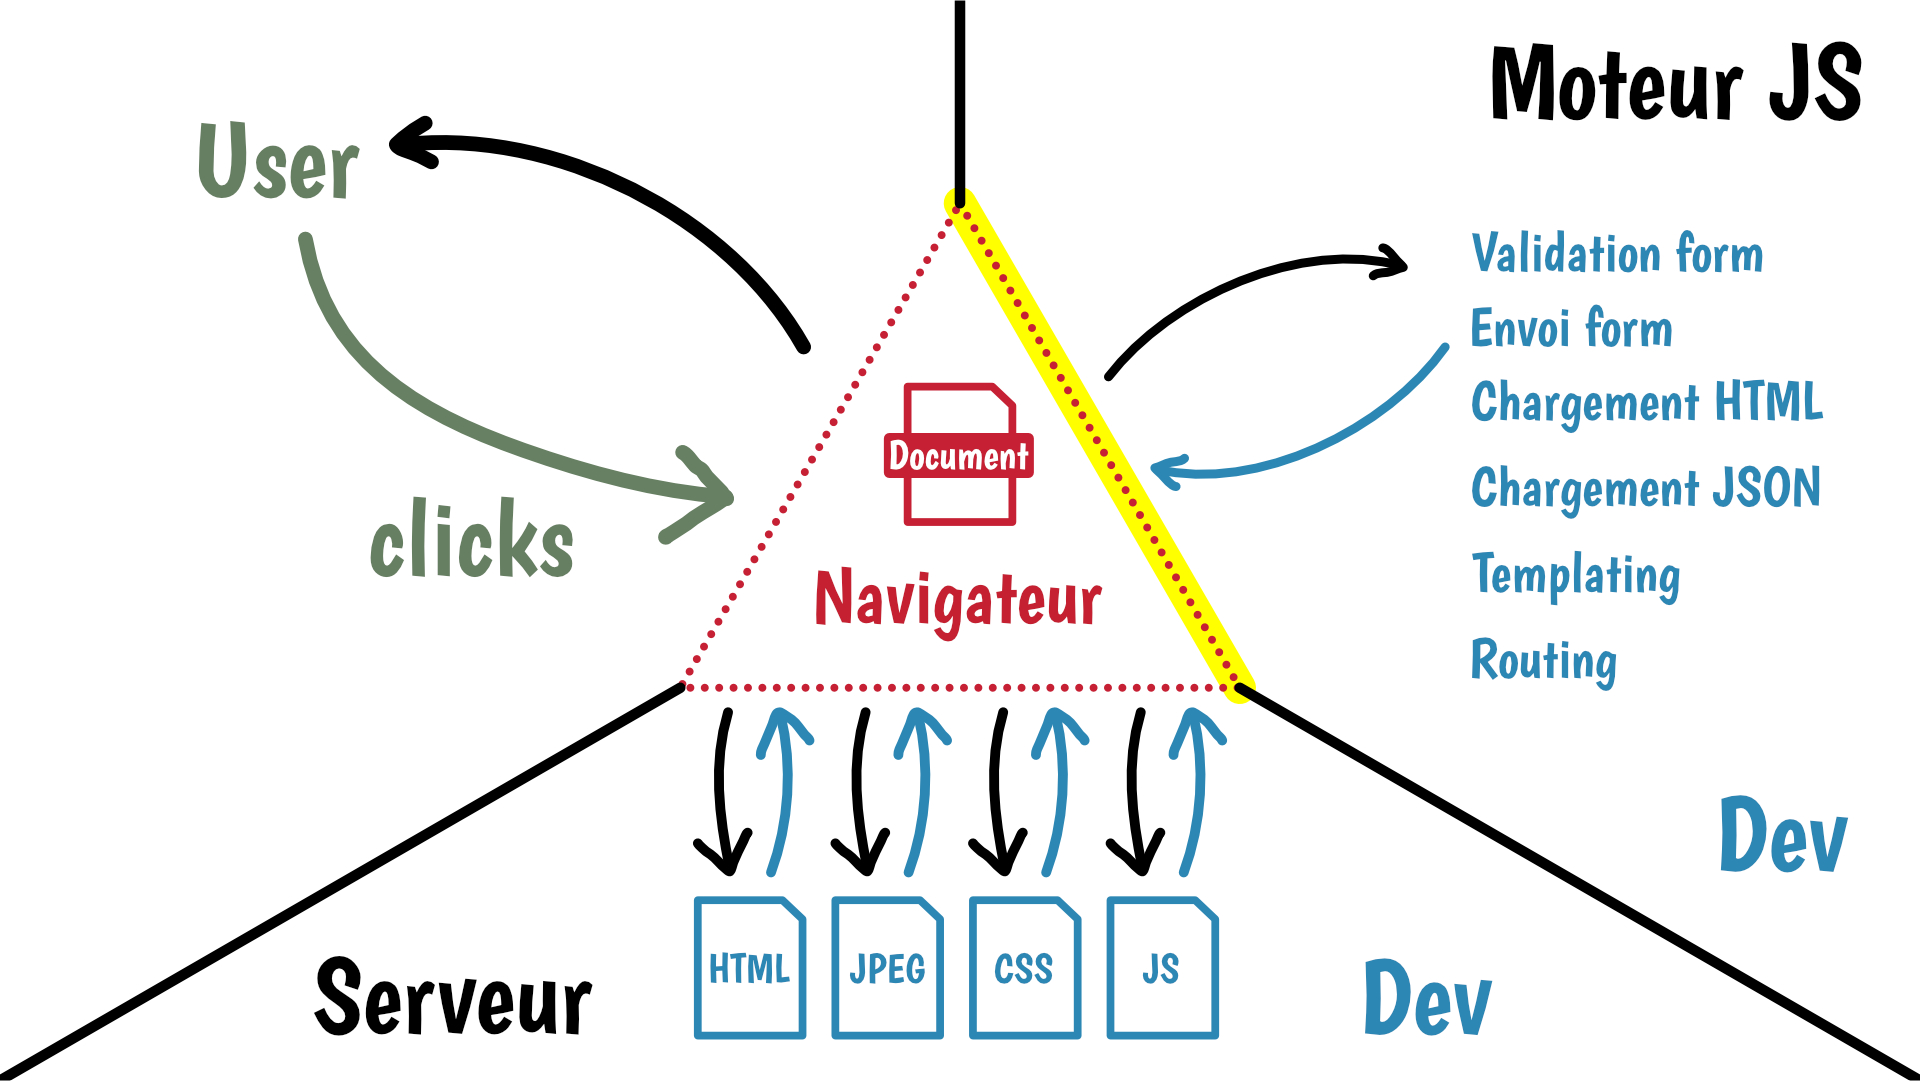 Moteur JS
User
Validation form
Envoi form
Chargement HTML
Document
Chargement JSON
clicks
Templating
Navigateur
Routing
Dev
HTML
JPEG
CSS
JS
Serveur
Dev